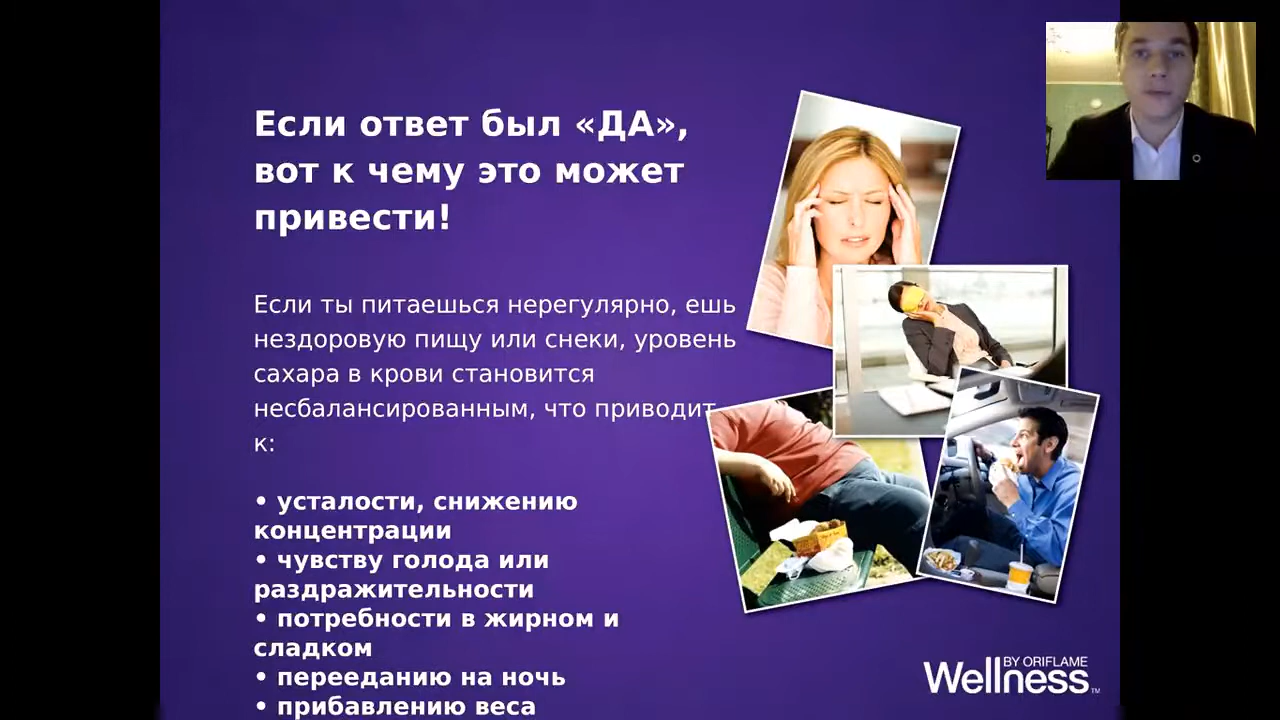 Если ответ был «ДА»,
вот к чему это может
привести!
Если ты питаешься нерегулярно, ешь
нездоровую пищу или снеки, уровень
сахара в крови становится
несбалансированным, что приводит
к:
• усталости, снижению
концентрации
• чувству голода или
раздражительности
• потребности в жирном и
сладком
• перееданию на ночь
• прибавлению веса
BY ORIFLAME
Wellness™